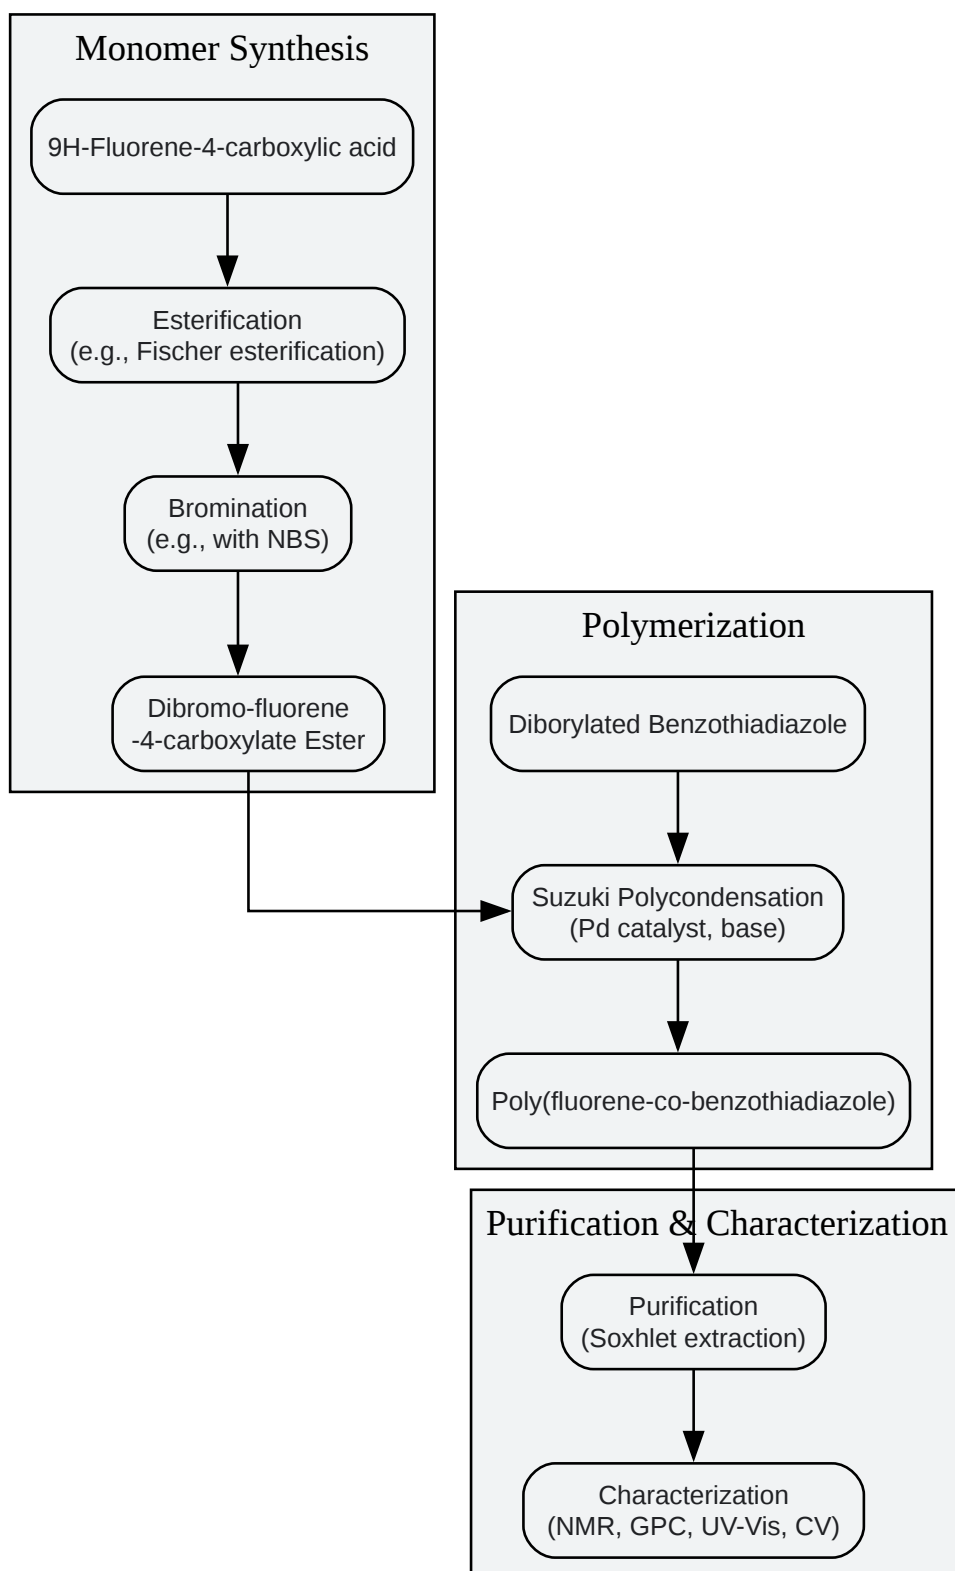 Monomer Synthesis
9H-Fluorene-4-carboxylic acid
Esterification
(e.g., Fischer esterification)
Bromination
(e.g., with NBS)
Dibromo-fluorene
-4-carboxylate Ester
Polymerization
Diborylated Benzothiadiazole
Suzuki Polycondensation
(Pd catalyst, base)
Poly(fluorene-co-benzothiadiazole)
Purification & Characterization
Purification
(Soxhlet extraction)
Characterization
(NMR, GPC, UV-Vis, CV)